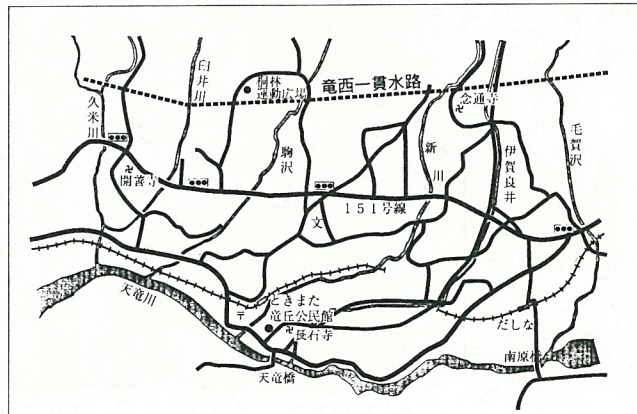 竜西一貫水路
臼井川
桐林
運動広場
久米川
念通寺
毛賀沢
開善寺
駒沢
新川
伊賀良井
151号線
文
天竜川
ときまた
竜丘公民館
長石寺
だしな
天竜橋
南原橋